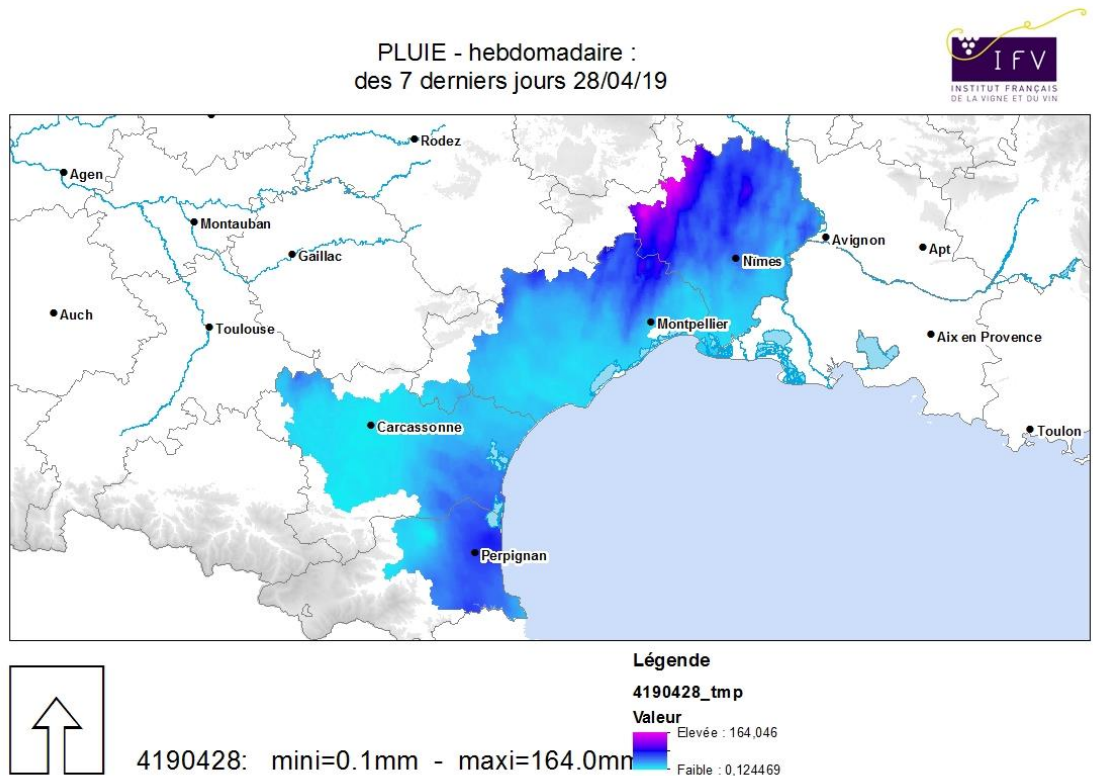 PLUIE - hebdomadaire :
des 7 derniers jours 28/04/19
IFV
INSTITUT FRANÇAIS
DE LA VIGNE ET DU VIN
Rodez
Agen
Montauban
Gaillac
Avignon
Apt
Nîmes
Auch
Toulouse
Montpellier
Aix en Provence
Carcassonne
Toulon
Perpignan
Légende
4190428_tmp
Valeur
Elevée : 164,046
Faible : 0,124469
4190428: mini=0.1mm - maxi=164.0mm